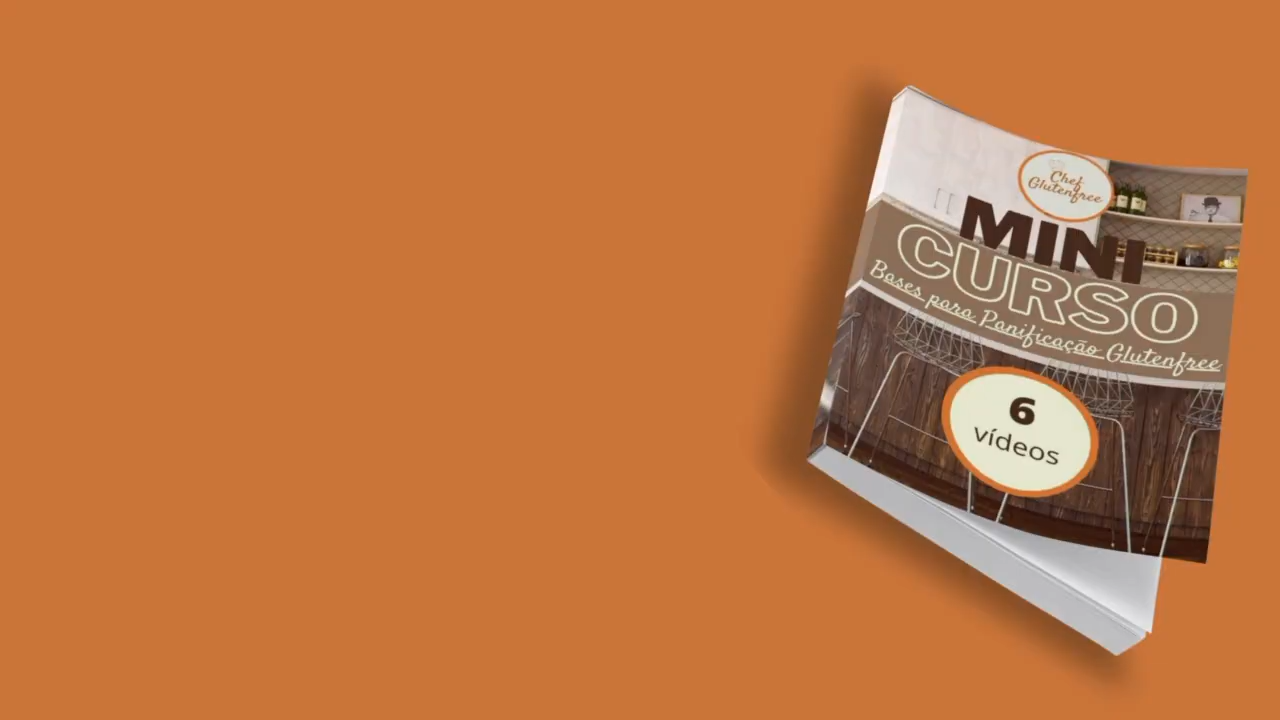 Chef
Glutenfree
MINI
CURSO
Bases para Panificação Glutenfree
6
vídeos